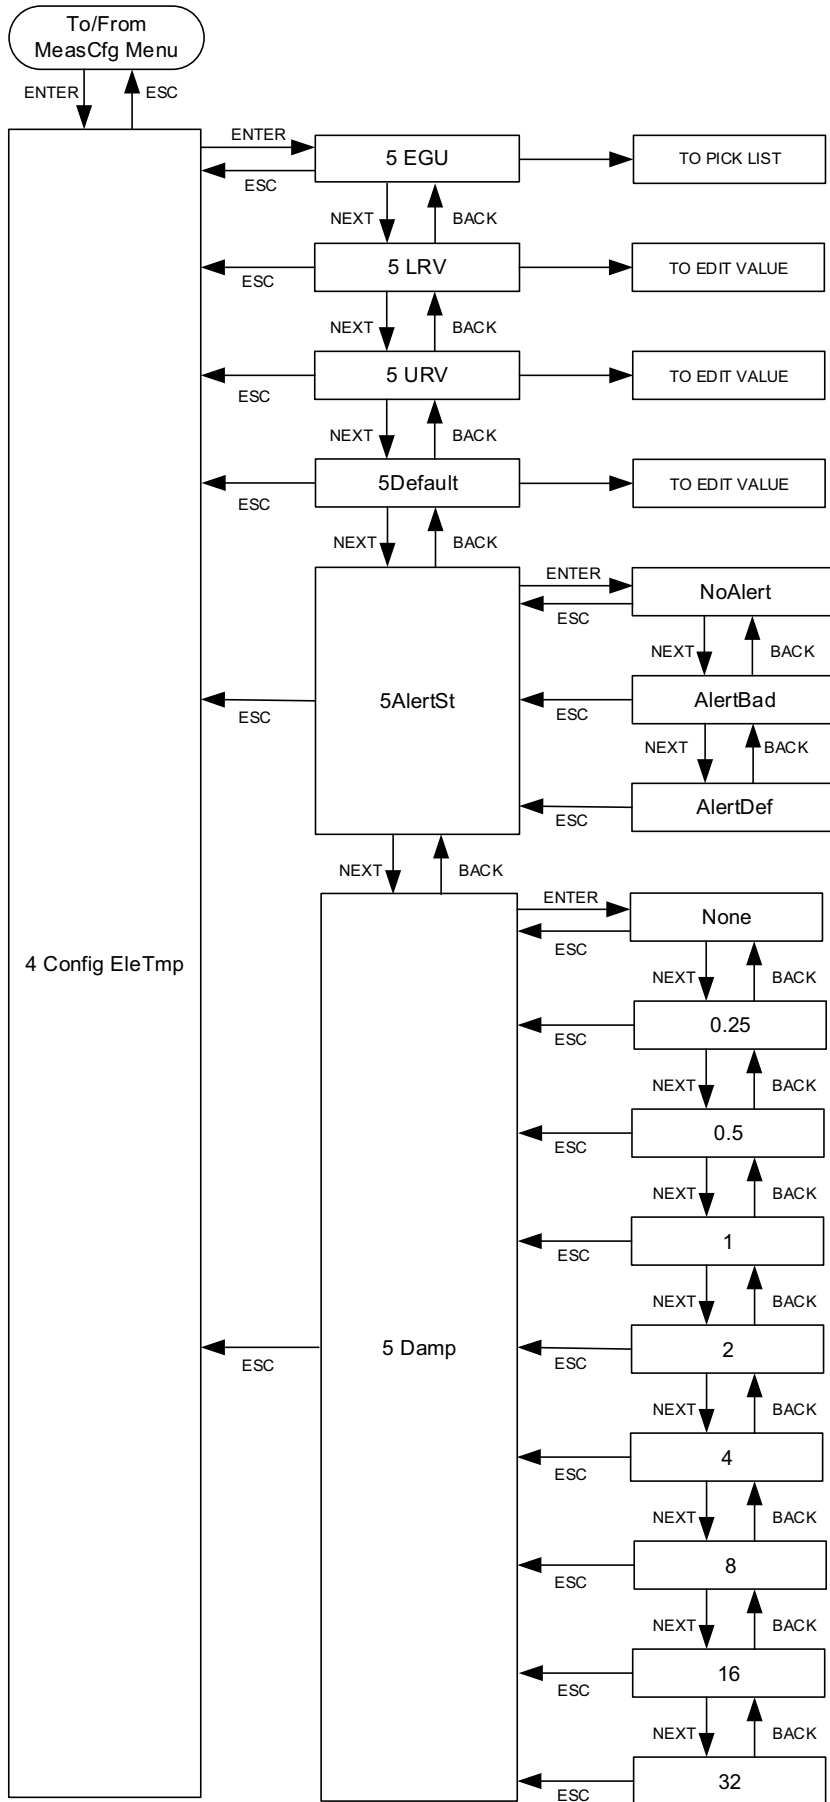 To/From
MeasCfg Menu
ENTER
ESC
ENTER
5 EGU
TO PICK LIST
ESC
NEXT
BACK
5 LRV
TO EDIT VALUE
ESC
NEXT
BACK
5 URV
TO EDIT VALUE
ESC
NEXT
BACK
5Default
TO EDIT VALUE
ESC
NEXT
BACK
ENTER
NoAlert
ESC
NEXT
BACK
5AlertSt
AlertBad
ESC
ESC
NEXT
BACK
AlertDef
ESC
NEXT
BACK
ENTER
None
ESC
4 Config EleTmp
NEXT
BACK
0.25
ESC
NEXT
BACK
0.5
ESC
NEXT
BACK
1
ESC
NEXT
BACK
5 Damp
2
ESC
ESC
NEXT
BACK
4
ESC
NEXT
BACK
8
ESC
NEXT
BACK
16
ESC
NEXT
BACK
32
ESC